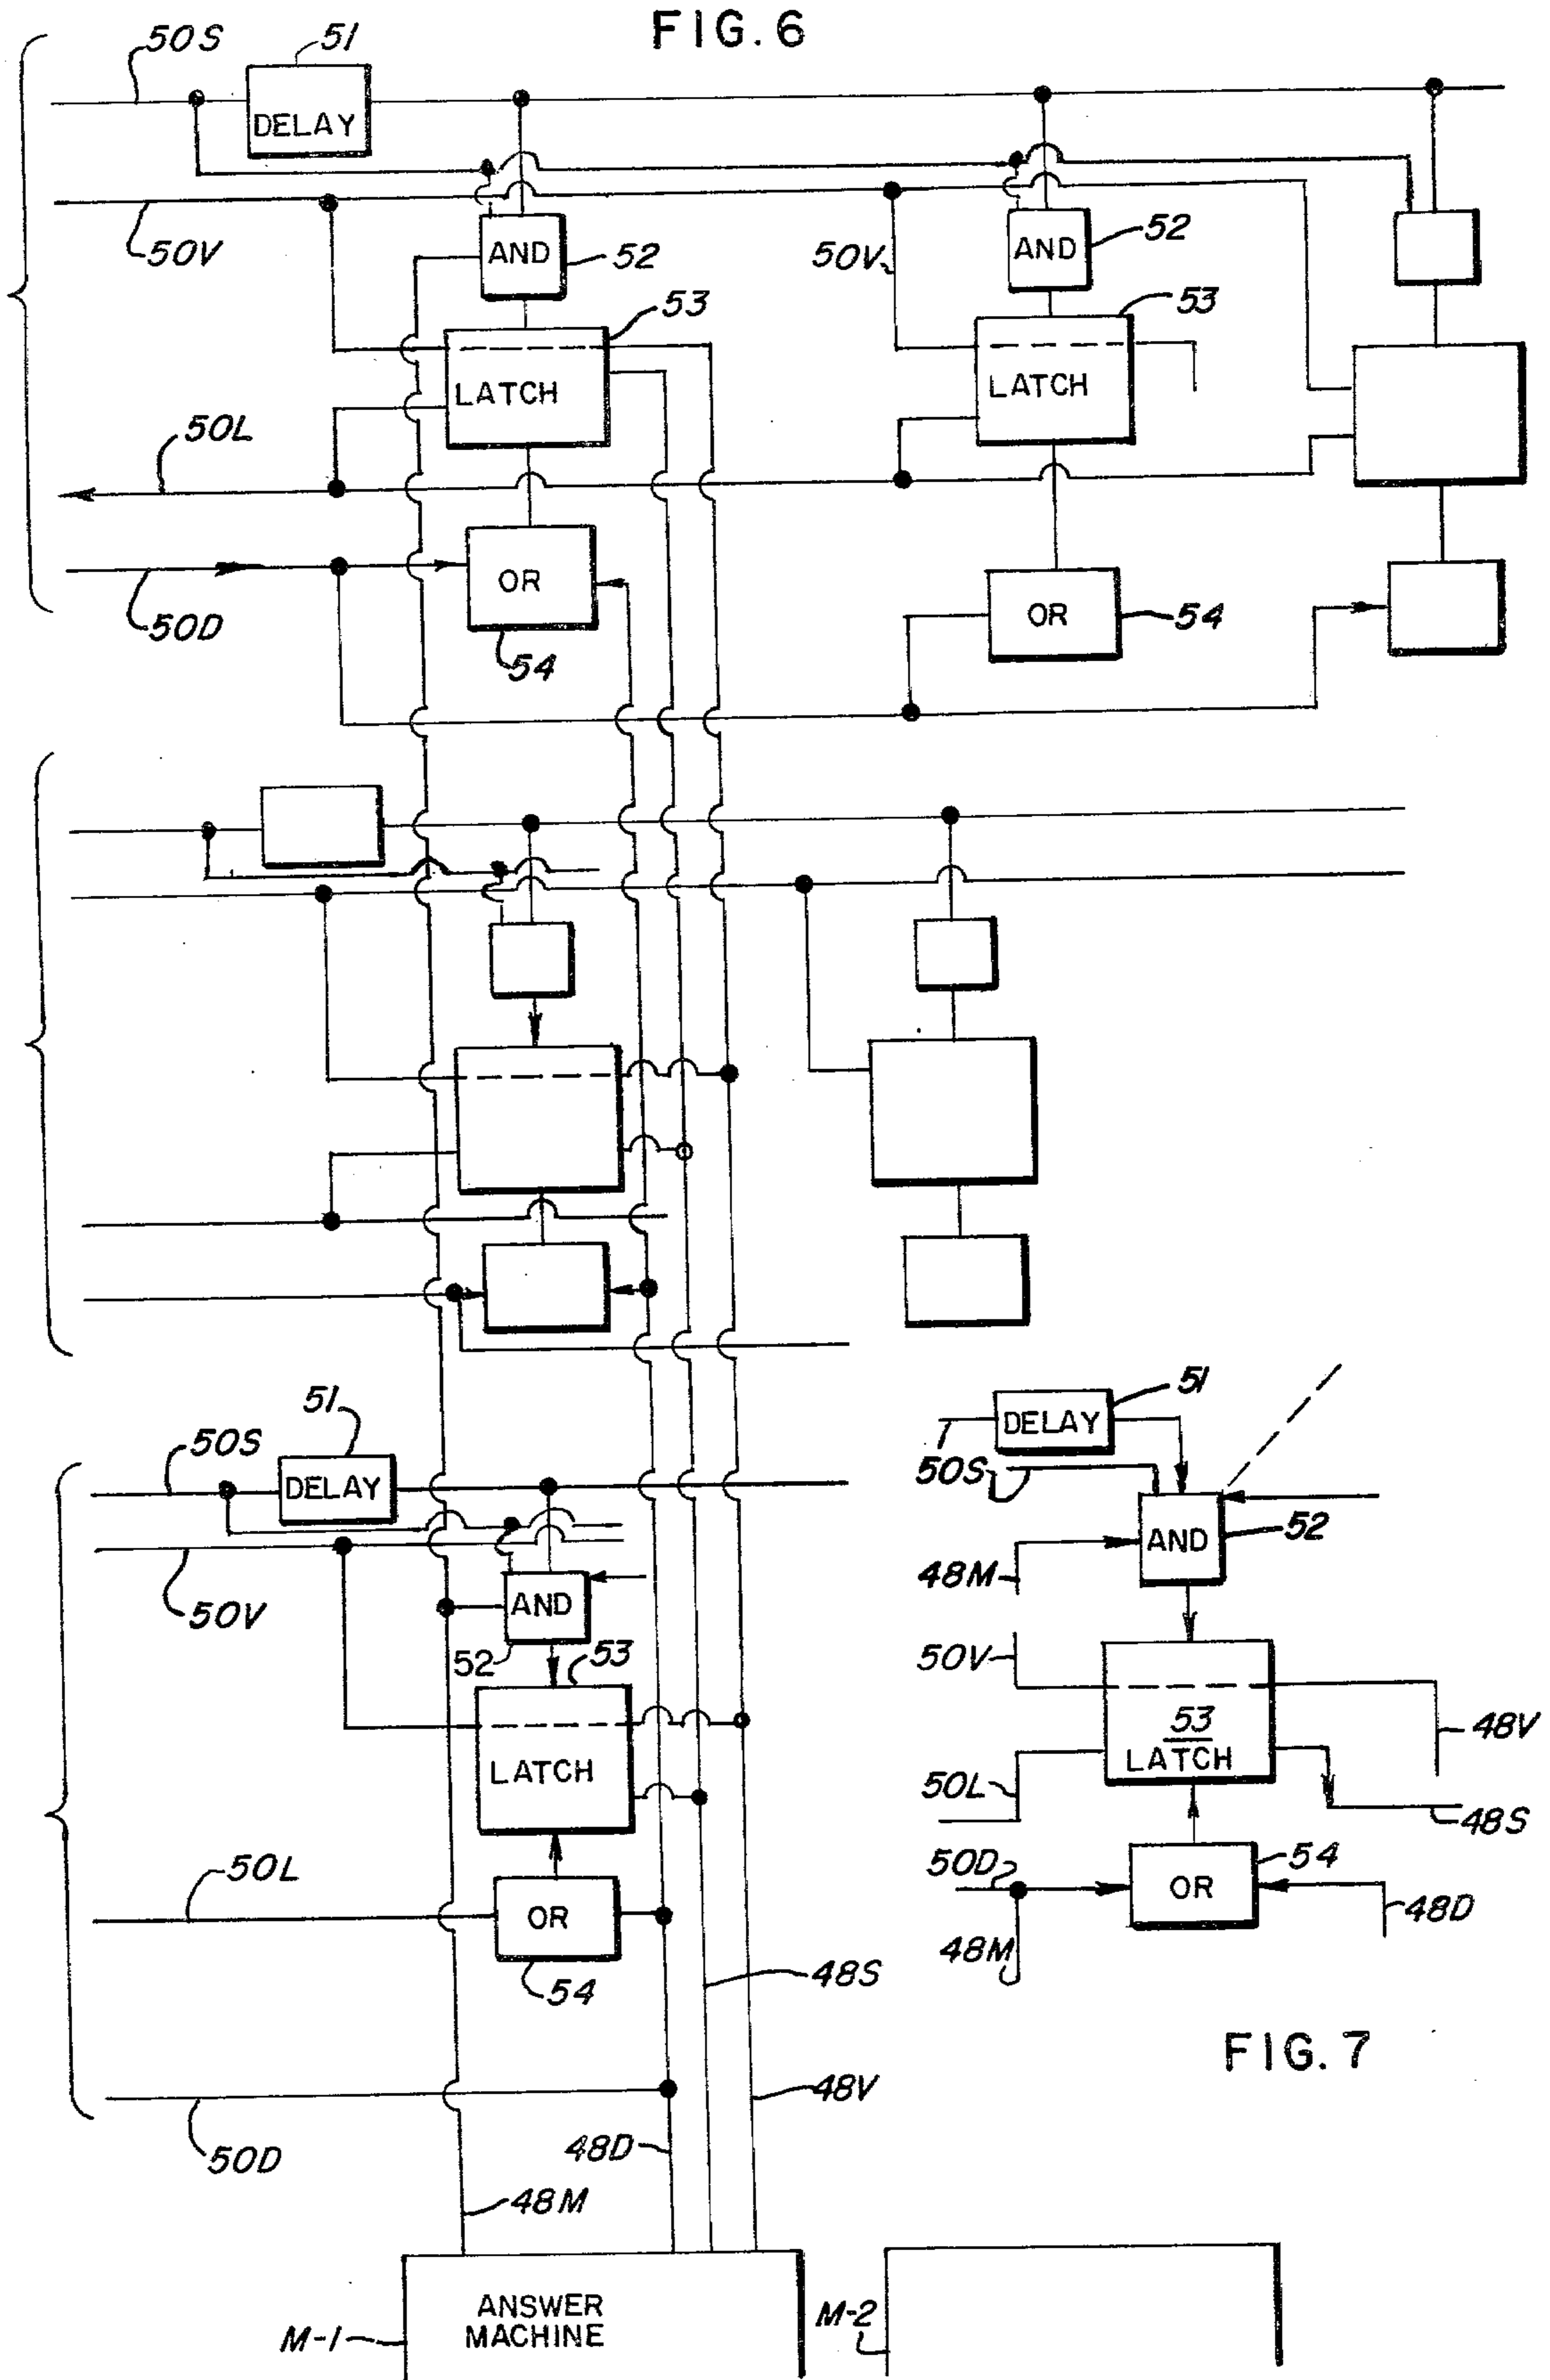 FIG. 6
50S
51
DELAY
50V
AND
52
50V
AND
52
53
LATCH
53
LATCH
50L
50D
OR
54
OR
54
51
50S
DELAY
50V
AND
52
53
LATCH
50L
OR
54
48S
48V
50D
48D
48M
M-1
ANSWER
MACHINE
M-2
51
DELAY
50S
AND
52
48M
50V
53
LATCH
48V
50L
48S
50D
OR
54
48M
48D
FIG. 7